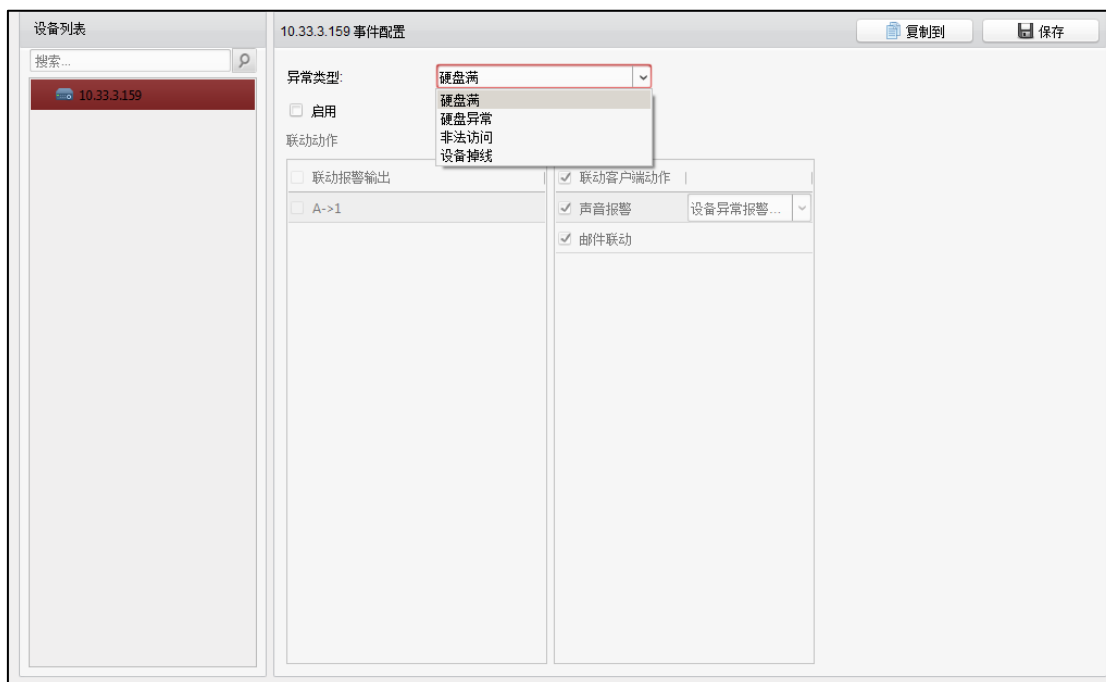 设备列表
搜索...
10.33.3.159
10.33.3.159 事件配置
复制到
保存
异常类型:
硬盘满
硬盘满
硬盘异常
非法访问
设备掉线
启用
联动动作
联动报警输出
A->1
联动客户端动作
声音报警
设备异常报警...
邮件联动